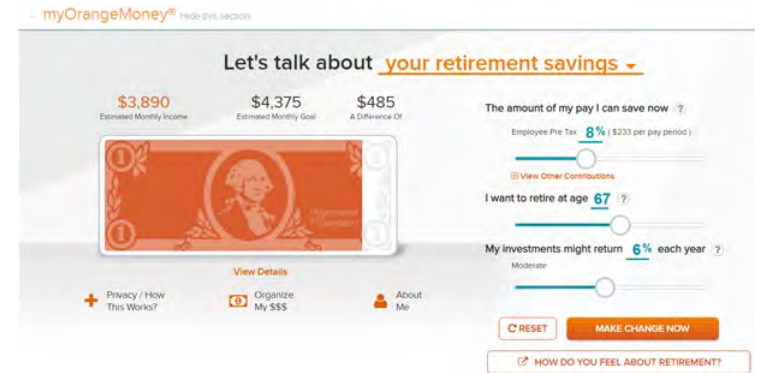 myOrangeMoney® Hide this section
Let's talk about your retirement savings
$3,890
Estimated Monthly Income
$4,375
Estimated Monthly Goal
$485
A Difference Of
1
1
1
1
View Details
Privacy / How
This Works?
Organize
My $$$
About
Me
The amount of my pay I can save now ?
Employee Pre Tax 8% ( $233 per pay period )
View Other Contributions
I want to retire at age 67 ?
My investments might return 6% each year ?
Moderate
RESET
MAKE CHANGE NOW
HOW DO YOU FEEL ABOUT RETIREMENT?